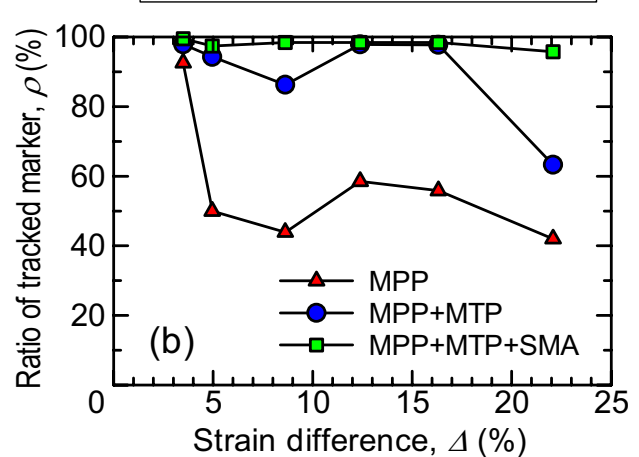 Ratio of tracked marker, ρ (%)
100
80
60
40
20
0
MPP
MPP+MTP
MPP+MTP+SMA
(b)
5 10 15 20 25
Strain difference, Δ (%)